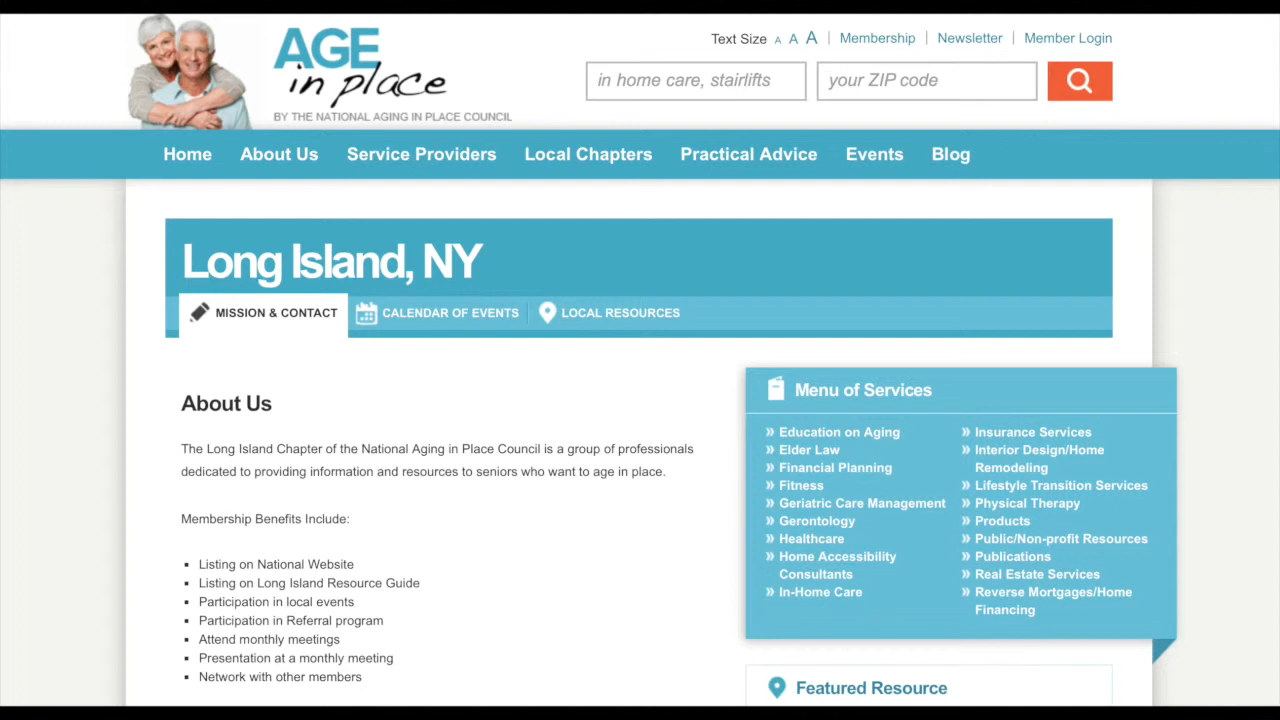 AGE
in place
BY THE NATIONAL AGING IN PLACE COUNCIL
Text Size A A A | Membership | Newsletter | Member Login
in home care, stairlifts
your ZIP code
Home About Us Service Providers Local Chapters Practical Advice Events Blog
Long Island, NY
MISSION & CONTACT CALENDAR OF EVENTS LOCAL RESOURCES
About Us
The Long Island Chapter of the National Aging in Place Council is a group of professionals
dedicated to providing information and resources to seniors who want to age in place.
Membership Benefits Include:
Listing on National Website
Listing on Long Island Resource Guide
Participation in local events
Participation in Referral program
Attend monthly meetings
Presentation at a monthly meeting
Network with other members
Menu of Services
» Education on Aging
» Elder Law
» Financial Planning
» Fitness
» Geriatric Care Management
» Gerontology
» Healthcare
» Home Accessibility
Consultants
» In-Home Care
» Insurance Services
» Interior Design/Home
Remodeling
» Lifestyle Transition Services
» Physical Therapy
» Products
» Public/Non-profit Resources
» Publications
» Real Estate Services
» Reverse Mortgages/Home
Financing
Featured Resource